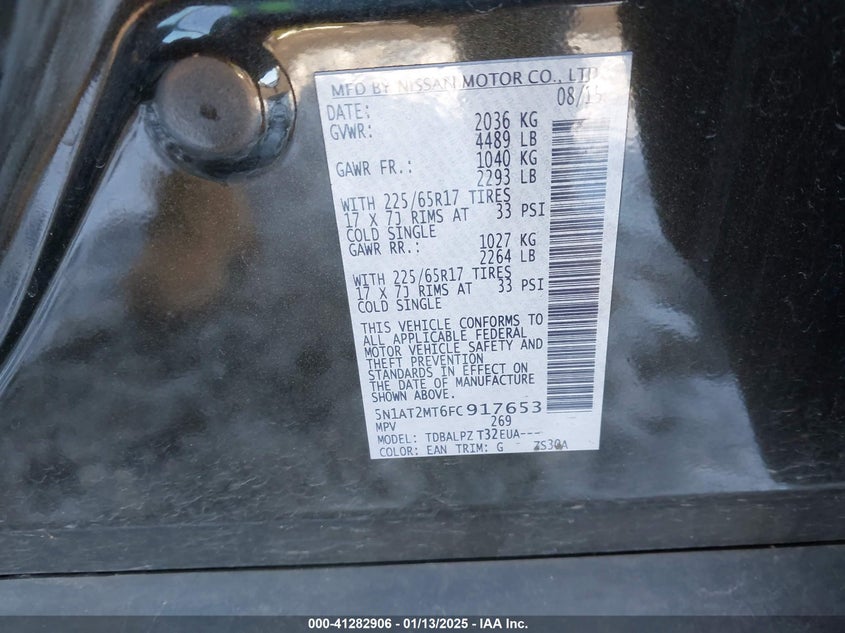 MFD BY NISSAN MOTOR CO., LTD
DATE: 08/15
GVWR: 2036 KG
4489 LB
GAWR FR.: 1040 KG
2293 LB
WITH 225/65R17 TIRES
17 X 7J RIMS AT 33 PSI
COLD SINGLE
GAWR RR.: 1027 KG
2264 LB
WITH 225/65R17 TIRES
17 X 7J RIMS AT 33 PSI
COLD SINGLE
THIS VEHICLE CONFORMS TO
ALL APPLICABLE FEDERAL
MOTOR VEHICLE SAFETY AND
THEFT PREVENTION
STANDARDS IN EFFECT ON
THE DATE OF MANUFACTURE
SHOWN ABOVE.
5N1AT2MT6FC917653
MPV 269
MODEL: TDBALPZ T32EUA---
COLOR: EAN TRIM: G
000-41282906 - 01/13/2025 - IAA Inc.